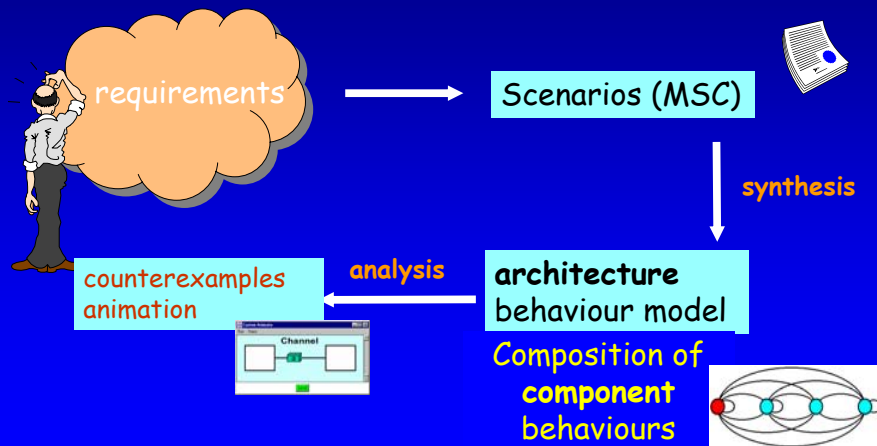 requirements
Scenarios (MSC)
synthesis
analysis
counterexamples
animation
architecture
behaviour model
Channel
Composition of
component
behaviours